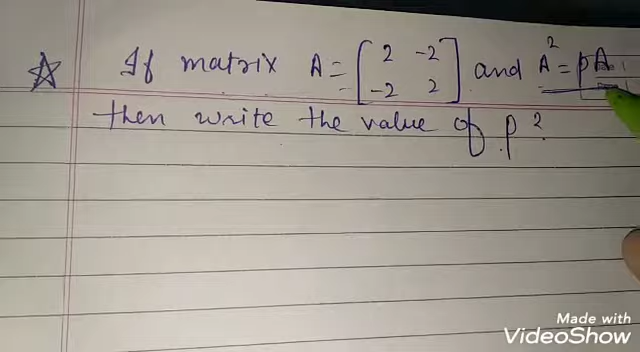 ☆ If matrix A = [ 2 -2 ; -2 2 ] and A² = pA
then write the value of p ?
Made with
VideoShow